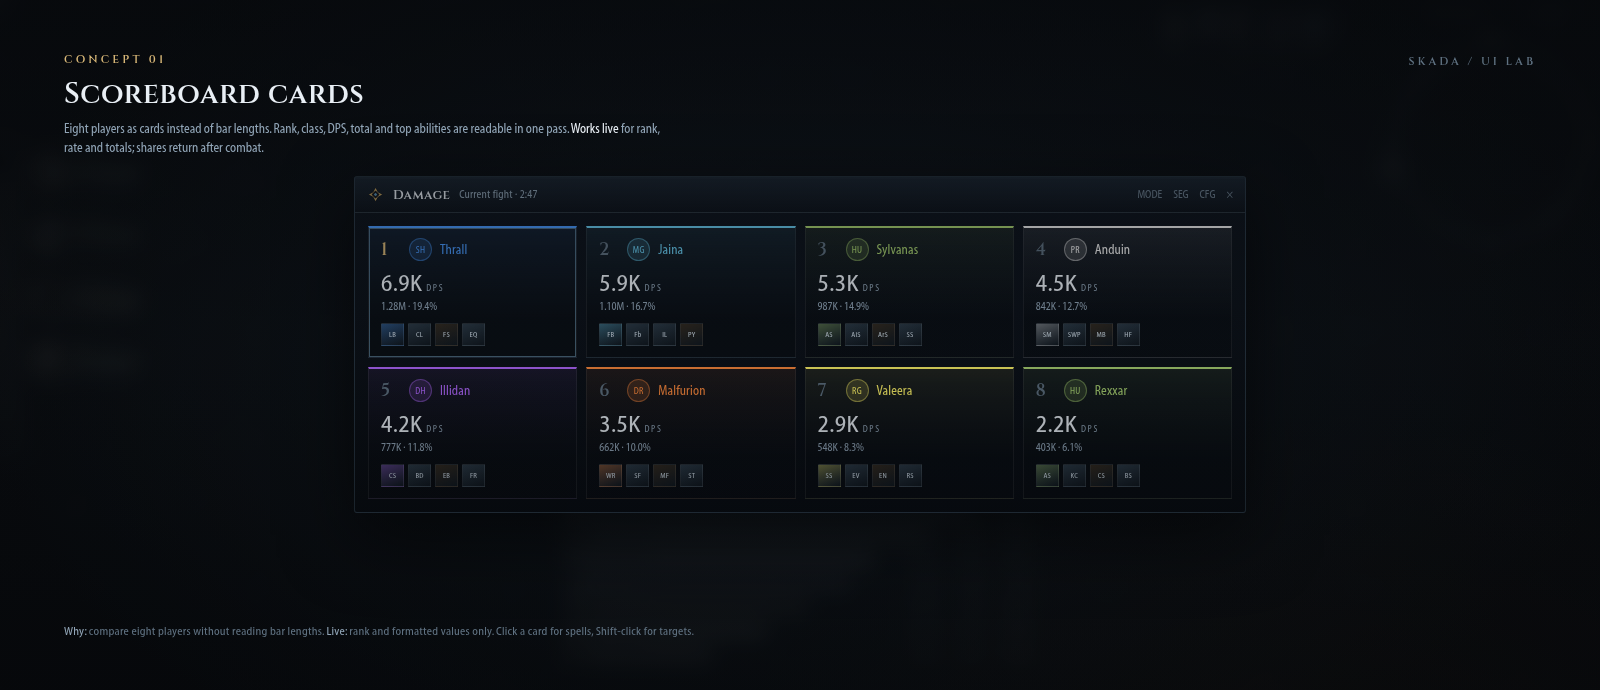 CONCEPT 01
SKADA / UI LAB
SCOREBOARD CARDS
Eight players as cards instead of bar lengths. Rank, class, DPS, total and top abilities are readable in one pass. Works live for rank,
rate and totals; shares return after combat.
DAMAGE Current fight · 2:47 MODE SEG CFG ×
1 SH Thrall
6.9K DPS
1.28M · 19.4%
LB CL FS EQ
2 MG Jaina
5.9K DPS
1.10M · 16.7%
FB Fb IL PY
3 HU Sylvanas
5.3K DPS
987K · 14.9%
AS AiS ArS SS
4 PR Anduin
4.5K DPS
842K · 12.7%
SM SWP MB HF
5 DH Illidan
4.2K DPS
777K · 11.8%
CS BD EB FR
6 DR Malfurion
3.5K DPS
662K · 10.0%
WR SF MF ST
7 RG Valeera
2.9K DPS
548K · 8.3%
SS EV EN RS
8 HU Rexxar
2.2K DPS
403K · 6.1%
AS KC CS BS
Why: compare eight players without reading bar lengths. Live: rank and formatted values only. Click a card for spells, Shift-click for targets.